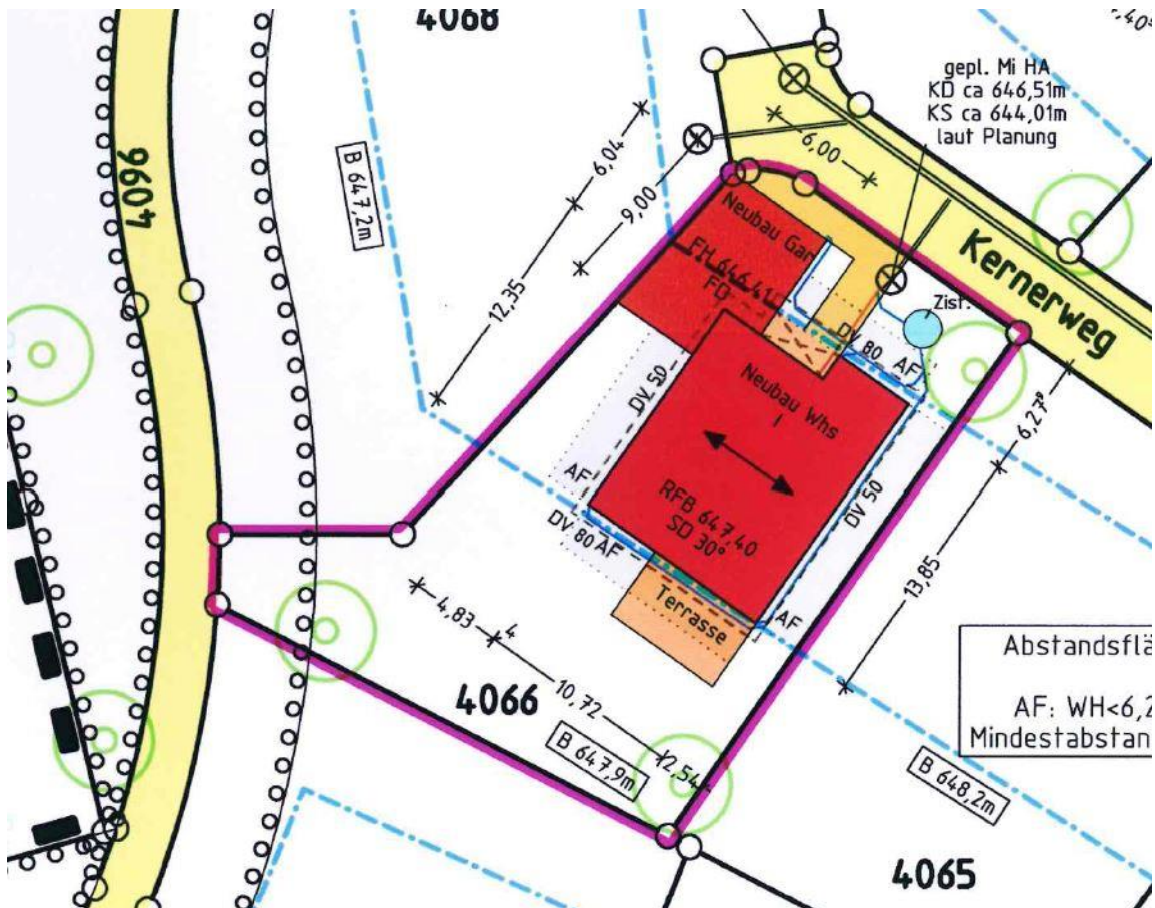 4068
,40
gepl. Mi HA
KD ca 646,51m
KS ca 644,01m
laut Planung
6,00
6,04
9,00
B 647,2m
4096
12,35
Neubau Gar
FH 646,41
FD
Kernerweg
Zist.
DV 80
AF
DV 50
Neubau Whs
I
6,27⁰
RFB 647,40
SD 30°
AF
DV 80
AF
DV 50
Terrasse
AF
13,85
4,83
4
10,72
2,54
4066
B 647,9m
B 648,2m
Abstandsflä
AF: WH<6,2
Mindestabstan
4065